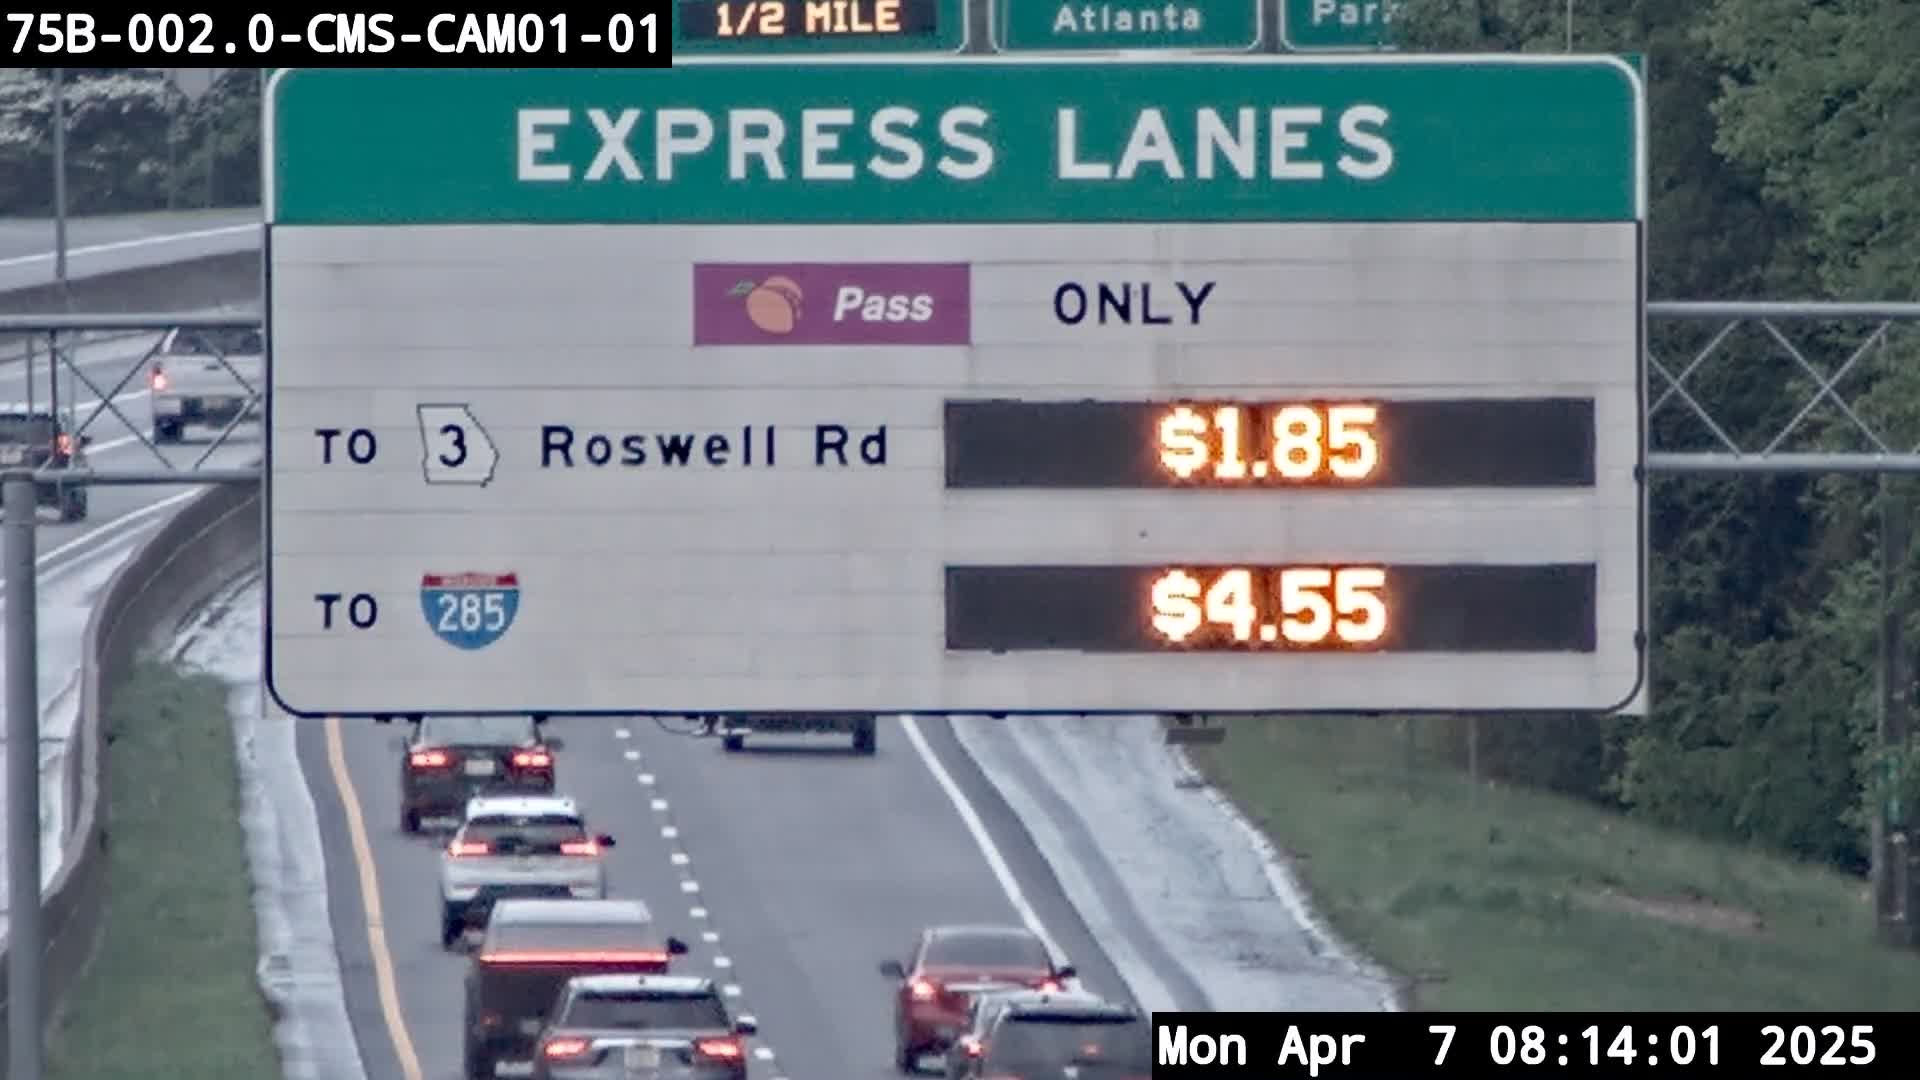 75B-002.0-CMS-CAM01-01
1/2 MILE
Atlanta
EXPRESS LANES
Pass ONLY
TO 3 Roswell Rd $1.85
TO 285 $4.55
Mon Apr 7 08:14:01 2025